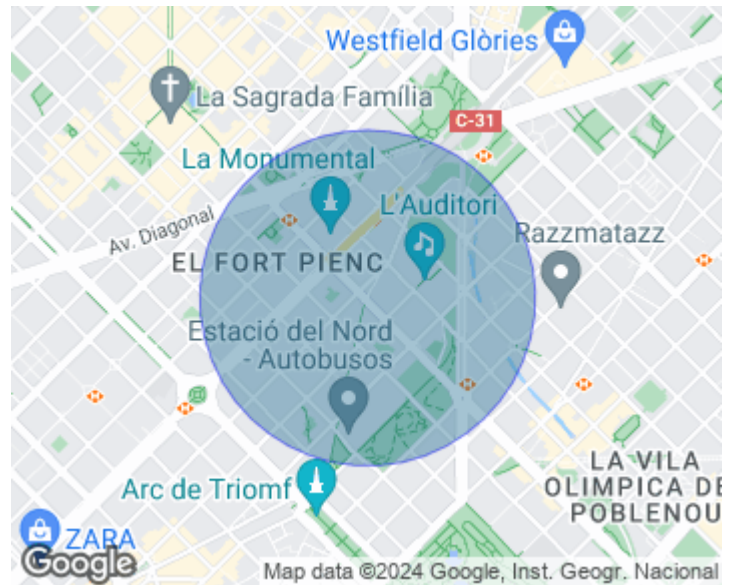 Westfield Glòries
La Sagrada Família
C-31
La Monumental
Av. Diagonal
L'Auditori
Razzmatazz
EL FORT PIENC
Estació del Nord
- Autobusos
LA VILA
OLIMPICA DE
POBLENOU
Arc de Triomf
ZARA
Google
Map data ©2024 Google, Inst. Geogr. Nacional